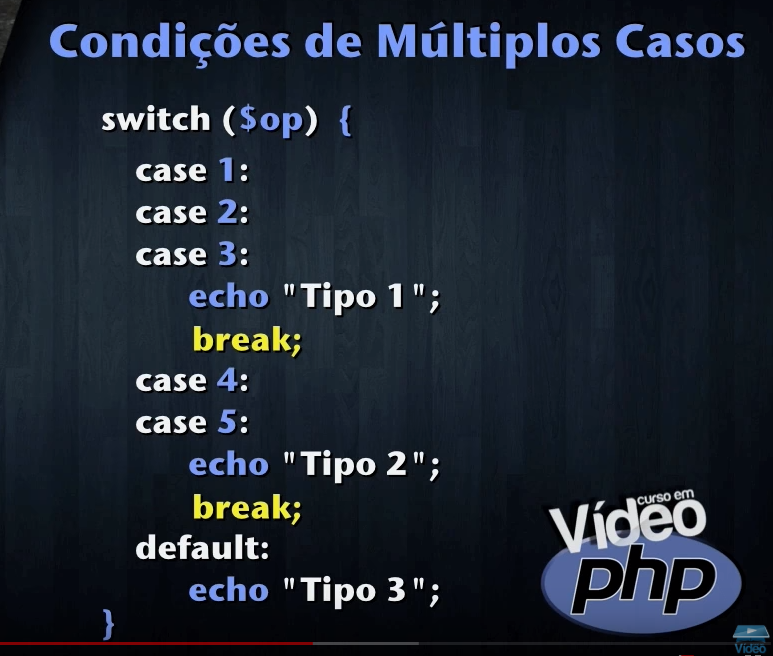 Condições de Múltiplos Casos
switch ($op) {
case 1:
case 2:
case 3:
echo "Tipo 1";
break;
case 4:
case 5:
echo "Tipo 2";
break;
default:
echo "Tipo 3";
}
curso em
Vídeo
php
Vídeo